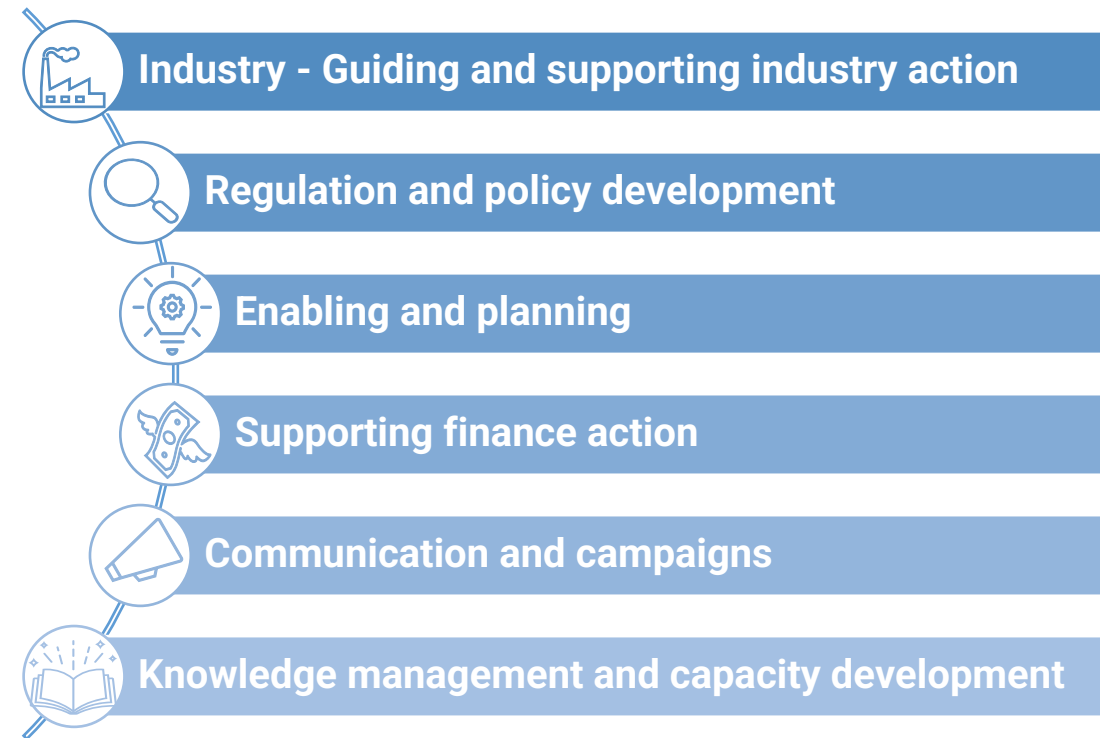 Industry - Guiding and supporting industry action
Regulation and policy development
Enabling and planning
Supporting finance action
Communication and campaigns
Knowledge management and capacity development